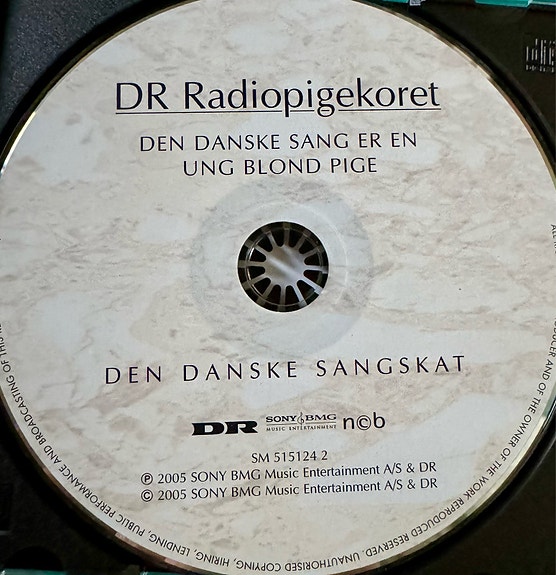 DR Radiopigekoret
DEN DANSKE SANG ER EN
UNG BLOND PIGE
DEN DANSKE SANGSKAT
DR SONY BMG MUSIC ENTERTAINMENT n©b
SM 515124 2
℗ 2005 SONY BMG Music Entertainment A/S & DR
© 2005 SONY BMG Music Entertainment A/S & DR
AND OF THE OWNER OF THE WORK REPRODUCED RESERVED. UNAUTHORISED COPYING, HIRING, LENDING, PUBLIC PERFORMANCE AND BROADCASTING OF THIS